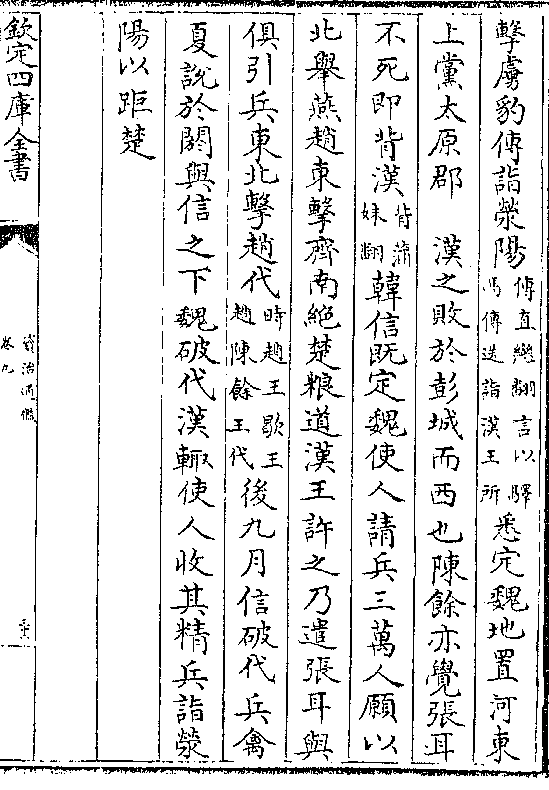 擊虜豹傳詣滎陽傳直戀翻言以驛馬傳送詣漢王所悉定魏地置河東
上黨太原郡　漢之敗於彭城而西也陳餘亦覺張耳
不死即背漢背蒲妹翻韓信既定魏使人請兵三萬人願以
北舉燕趙東擊齊南絶楚粮道漢王許之乃遣張耳與
俱引兵東北擊趙代時趙王歇王趙陳餘王代後九月信破代兵禽
夏說於閼與信之下魏破代漢輙使人收其精兵詣滎
陽以距楚
欽定四庫全書
資治通鑑
卷九